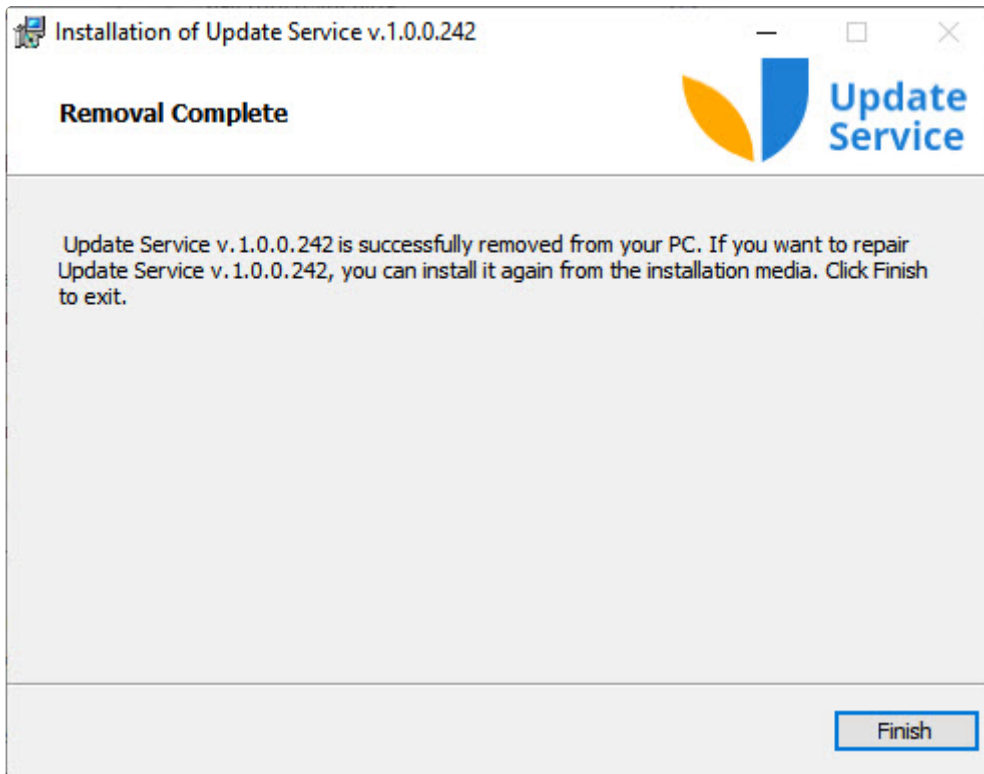 Installation of Update Service v.1.0.0.242
Removal Complete
Update
Service
Update Service v.1.0.0.242 is successfully removed from your PC. If you want to repair
Update Service v.1.0.0.242, you can install it again from the installation media. Click Finish
to exit.
Finish